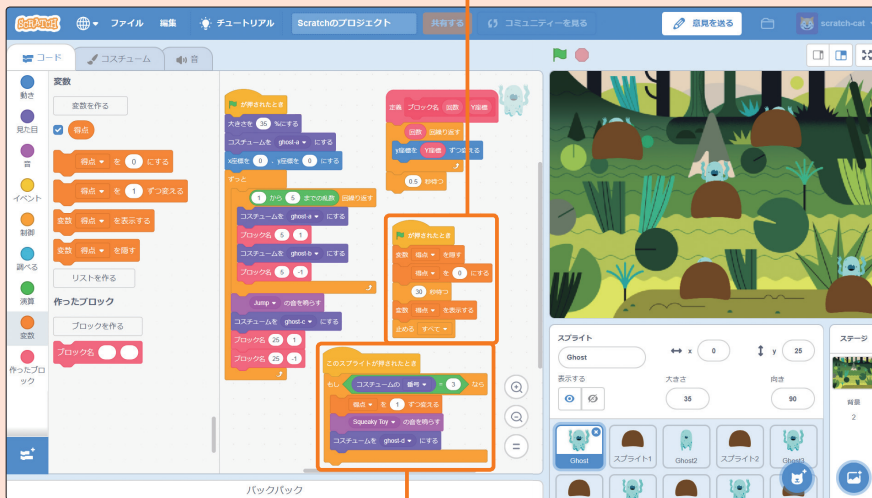 SCRATCH ファイル 編集 チュートリアル Scratchのプロジェクト 共有する コミュニティーを見る 意見を送る scratch-cat
コード コスチューム 音
動き
見た目
音
イベント
制御
調べる
演算
変数
作ったブロック
変数
変数を作る
得点
得点 を 0 にする
得点 を 1 ずつ変える
変数 得点 を表示する
変数 得点 を隠す
リストを作る
作ったブロック
ブロックを作る
ブロック名
が押されたとき
大きさを 35 %にする
コスチュームを ghost-a にする
x座標を 0 、y座標を 0 にする
ずっと
1 から 5 までの乱数 回繰り返す
コスチュームを ghost-a にする
ブロック名 5 1
コスチュームを ghost-b にする
ブロック名 5 -1
Jump の音を鳴らす
コスチュームを ghost-c にする
ブロック名 25 1
ブロック名 25 -1
定義 ブロック名 回数 Y座標
回数 回繰り返す
y座標を Y座標 ずつ変える
0.5 秒待つ
が押されたとき
変数 得点 を隠す
得点 を 0 にする
30 秒待つ
変数 得点 を表示する
止める すべて
このスプライトが押されたとき
もし コスチュームの 番号 = 3 なら
得点 を 1 ずつ変える
Squeaky Toy の音を鳴らす
コスチュームを ghost-d にする
バックパック
スプライト
Ghost x 0 y 25
表示する 大きさ 35 向き 90
Ghost スプライト1 Ghost2 スプライト2 Ghost3
ステージ
背景
2